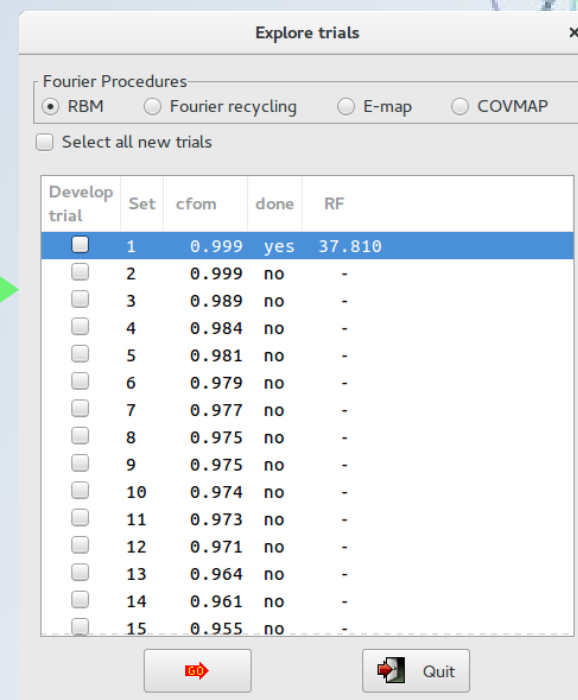 Explore trials ×
Fourier Procedures
RBM Fourier recycling E-map COVMAP
Select all new trials
Develop trial Set cfom done RF
1 0.999 yes 37.810
2 0.999 no -
3 0.989 no -
4 0.984 no -
5 0.981 no -
6 0.979 no -
7 0.977 no -
8 0.975 no -
9 0.975 no -
10 0.974 no -
11 0.973 no -
12 0.971 no -
13 0.964 no -
14 0.961 no -
15 0.955 no -
GO Quit